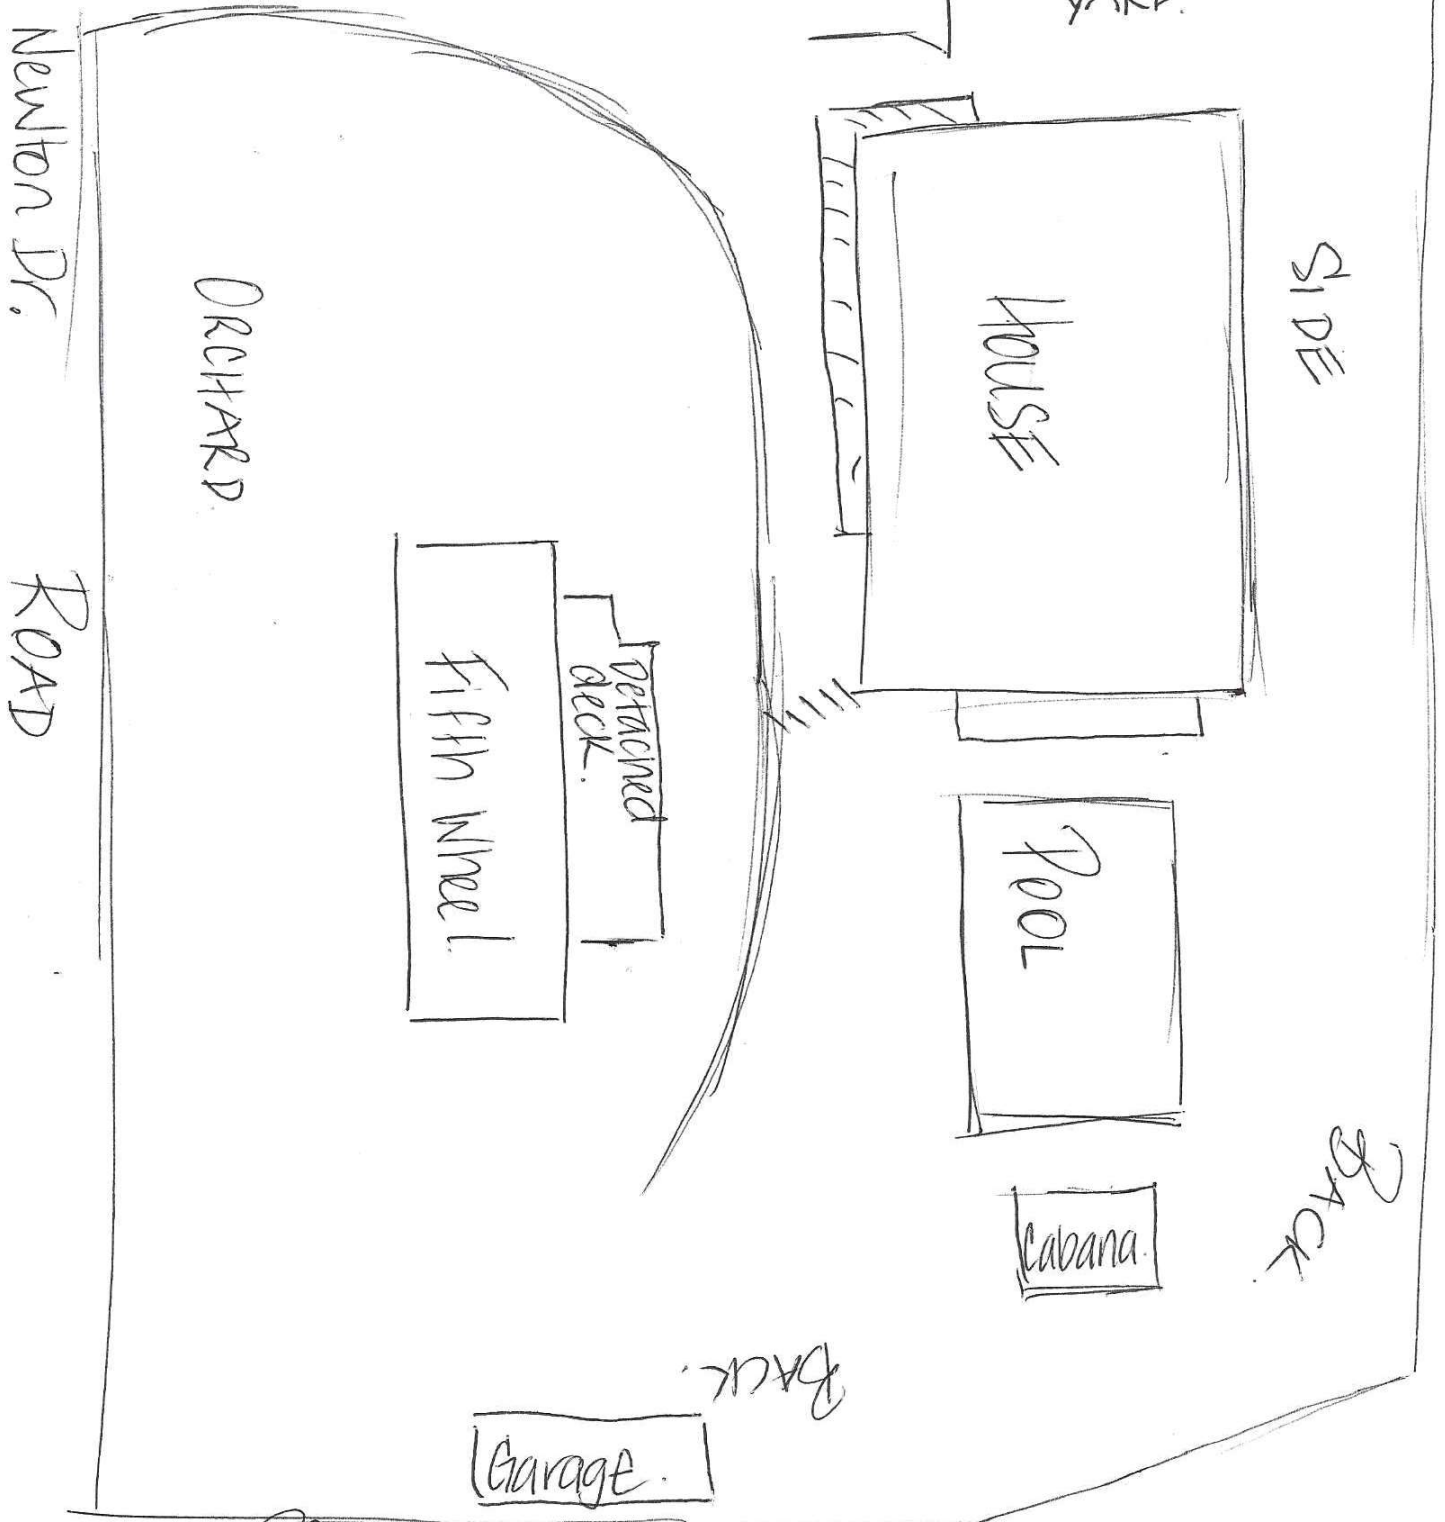 YARD.
Newton Dr.
ROAD
ORCHARD
HOUSE
SIDE
Fifth Wheel
Detached
deck.
POOL
Cabana.
BACK.
BACK.
Garage.